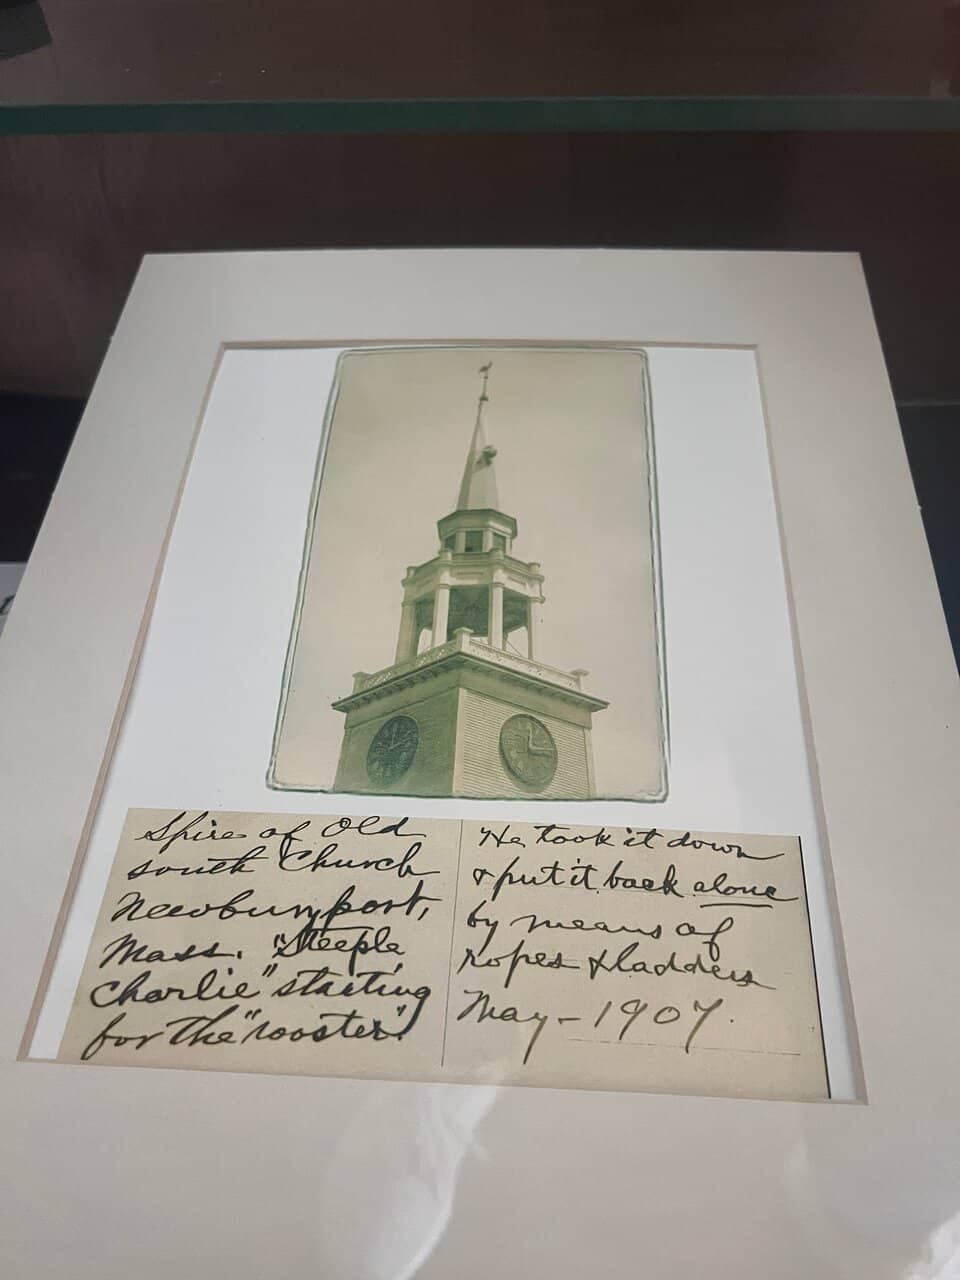 Spire of Old
south Church
Newburyport,
Mass. "Steeple
Charlie" starting
for the "rooster".
He took it down
& put it back alone
by means of
ropes & ladders
May - 1907.